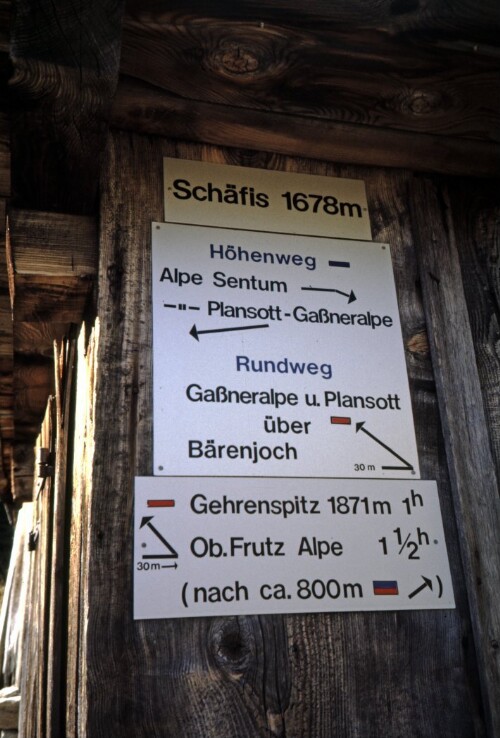 Schäfis 1678m
Höhenweg
Alpe Sentum
-"- Plansott-Gaßneralpe
Rundweg
Gaßneralpe u. Plansott
über
Bärenjoch
30 m
Gehrenspitz 1871m 1h
Ob. Frutz Alpe 1 ½h.
30m
(nach ca. 800m )